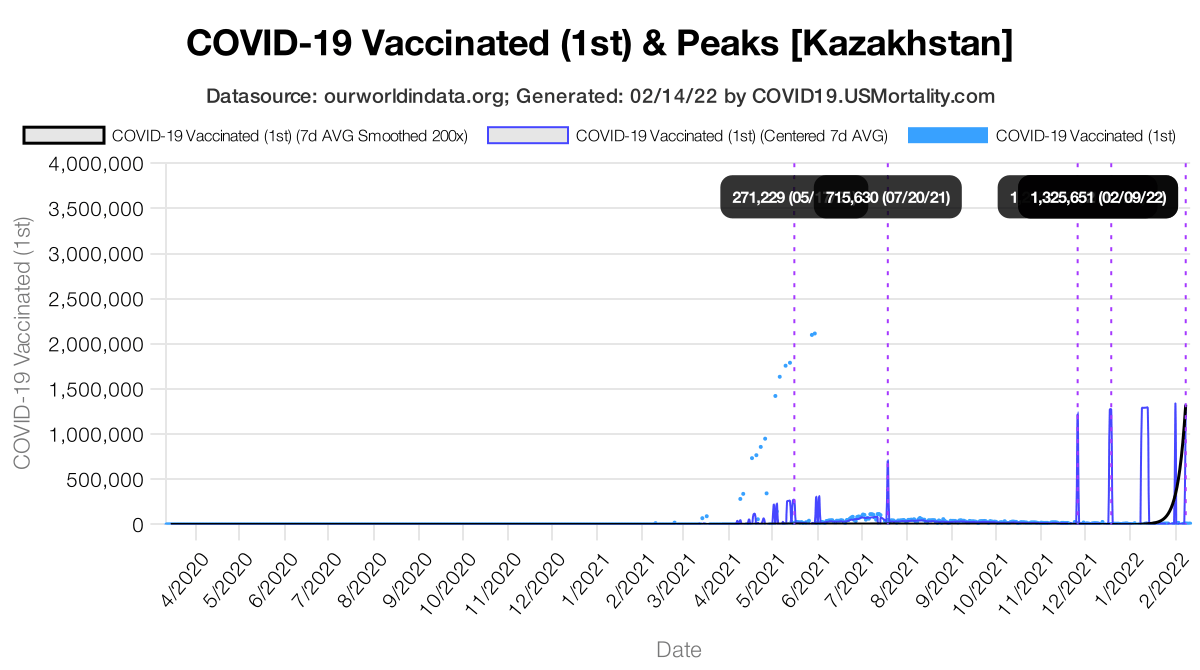 COVID-19 Vaccinated (1st) & Peaks [Kazakhstan]
Datasource: ourworldindata.org; Generated: 02/14/22 by COVID19.USMortality.com
COVID-19 Vaccinated (1st) (7d AVG Smoothed 200x) COVID-19 Vaccinated (1st) (Centered 7d AVG) COVID-19 Vaccinated (1st)
4,000,000
3,500,000
3,000,000
2,500,000
2,000,000
1,500,000
1,000,000
500,000
0
COVID-19 Vaccinated (1st)
271,229 (05/ 715,630 (07/20/21) 1,325,651 (02/09/22)
4/2020 5/2020 6/2020 7/2020 8/2020 9/2020 10/2020 11/2020 12/2020 1/2021 2/2021 3/2021 4/2021 5/2021 6/2021 7/2021 8/2021 9/2021 10/2021 11/2021 12/2021 1/2022 2/2022
Date